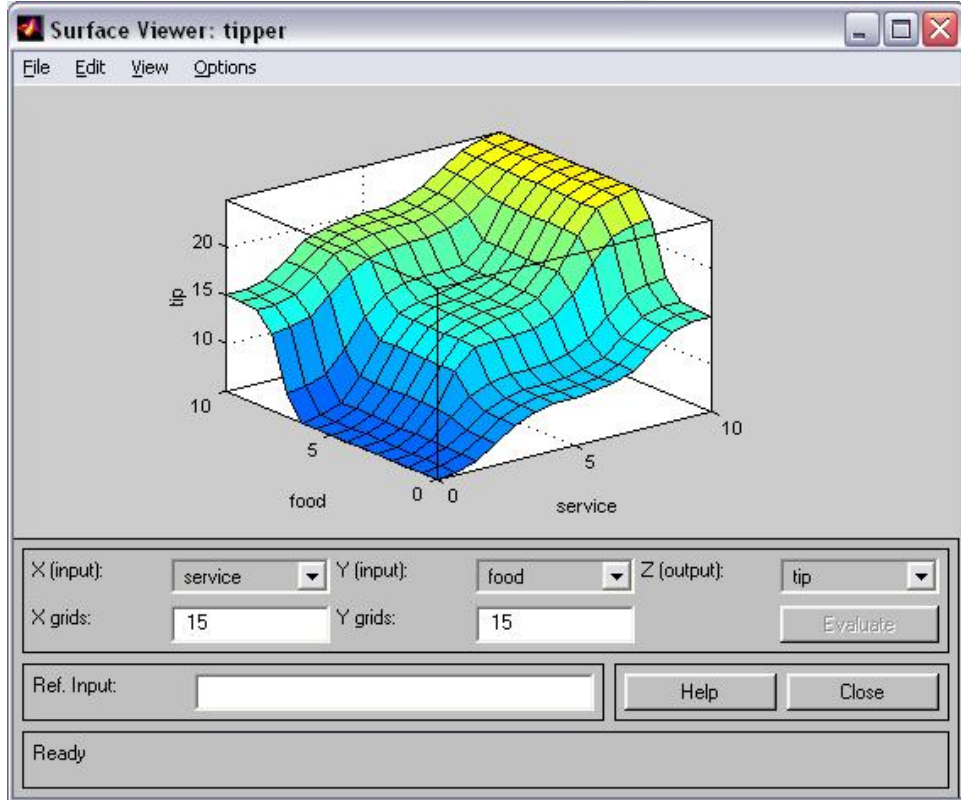 Surface Viewer: tipper
File Edit View Options
20
15
10
tip
10
5
0
food
0
5
10
service
X (input):
service
Y (input):
food
Z (output):
tip
X grids:
15
Y grids:
15
Evaluate
Ref. Input:
Help
Close
Ready